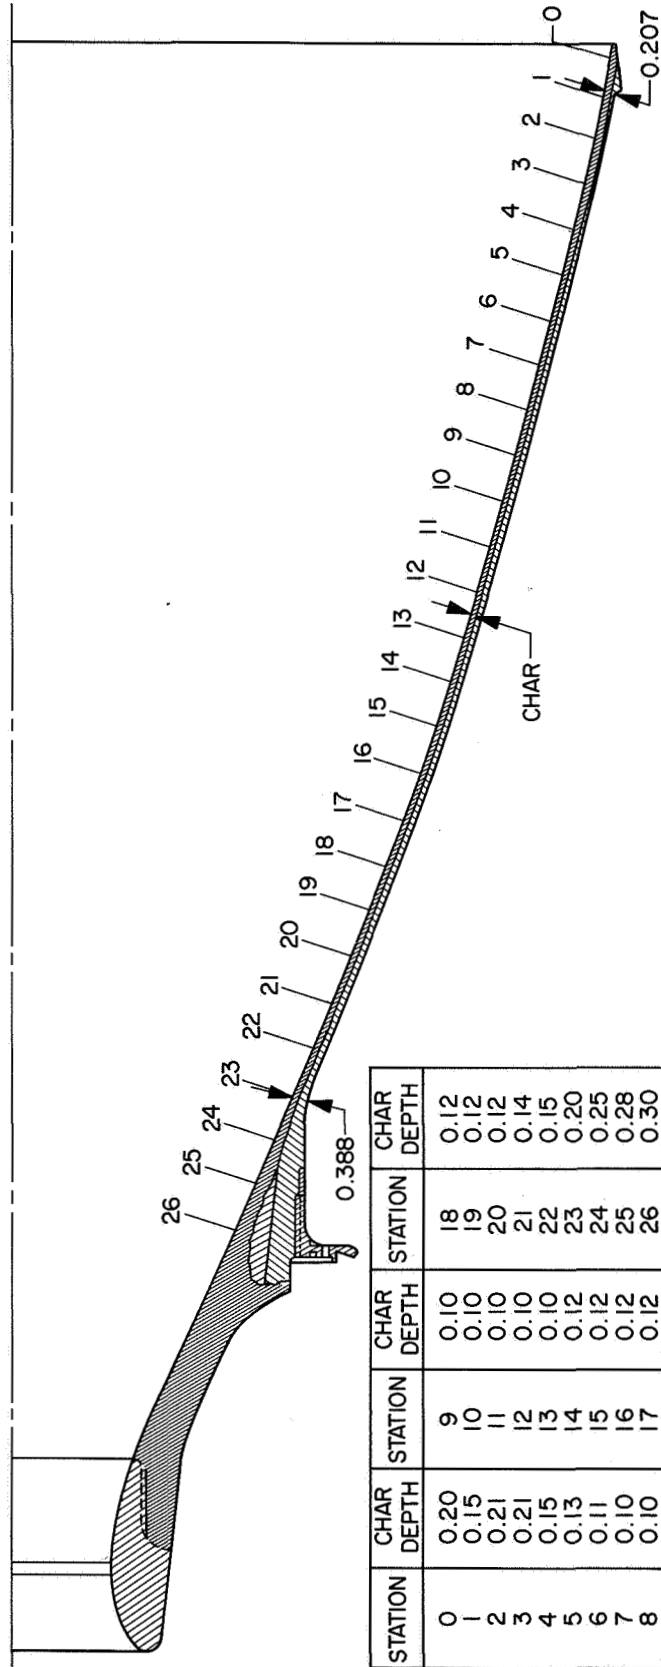 0
1
0.207
2
3
4
5
6
7
8
9
10
11
12
CHAR
13
14
15
16
17
18
19
20
21
22
23
0.388
24
25
26
STATION CHAR DEPTH STATION CHAR DEPTH STATION CHAR DEPTH
0 0.20 9 0.10 18 0.12
1 0.15 10 0.10 19 0.12
2 0.21 11 0.10 20 0.12
3 0.21 12 0.10 21 0.14
4 0.15 13 0.10 22 0.15
5 0.13 14 0.12 23 0.20
6 0.11 15 0.12 24 0.25
7 0.10 16 0.12 25 0.28
8 0.10 17 0.12 26 0.30